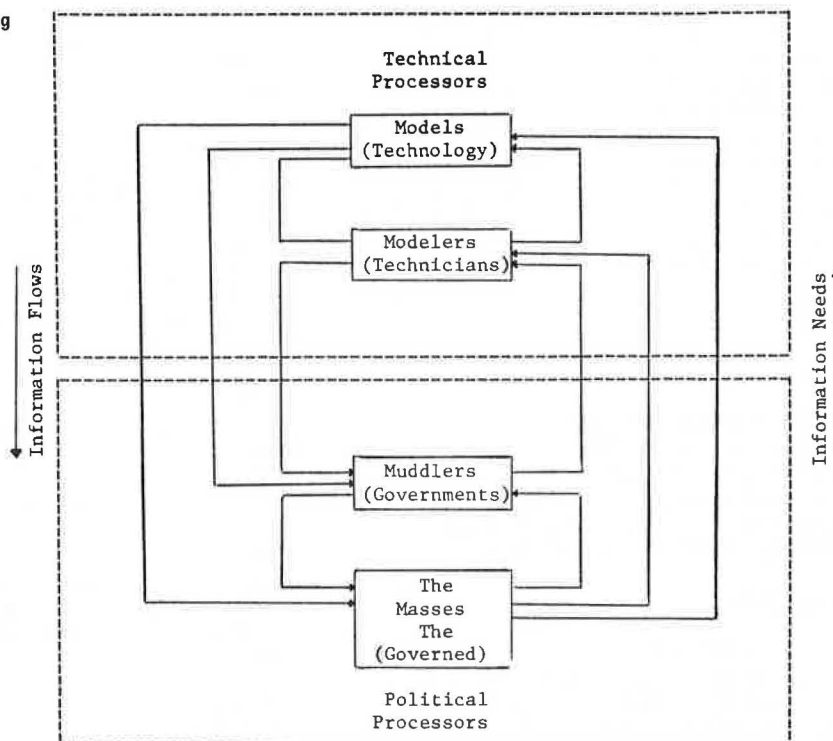 g
Technical
Processors
Models
(Technology)
Modelers
(Technicians)
Information Flows
Information Needs
Muddlers
(Governments)
The
Masses
The
(Governed)
Political
Processors